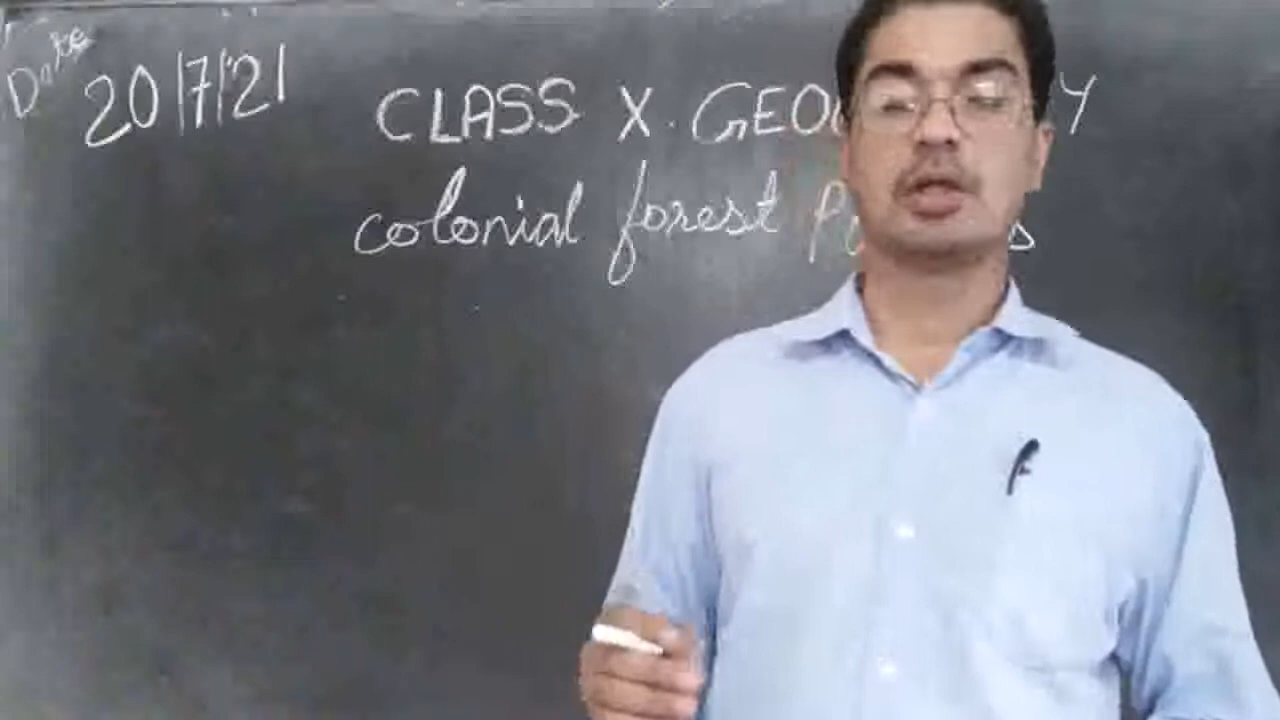 Date 20/7/21
CLASS X. GEO Y
colonial forest